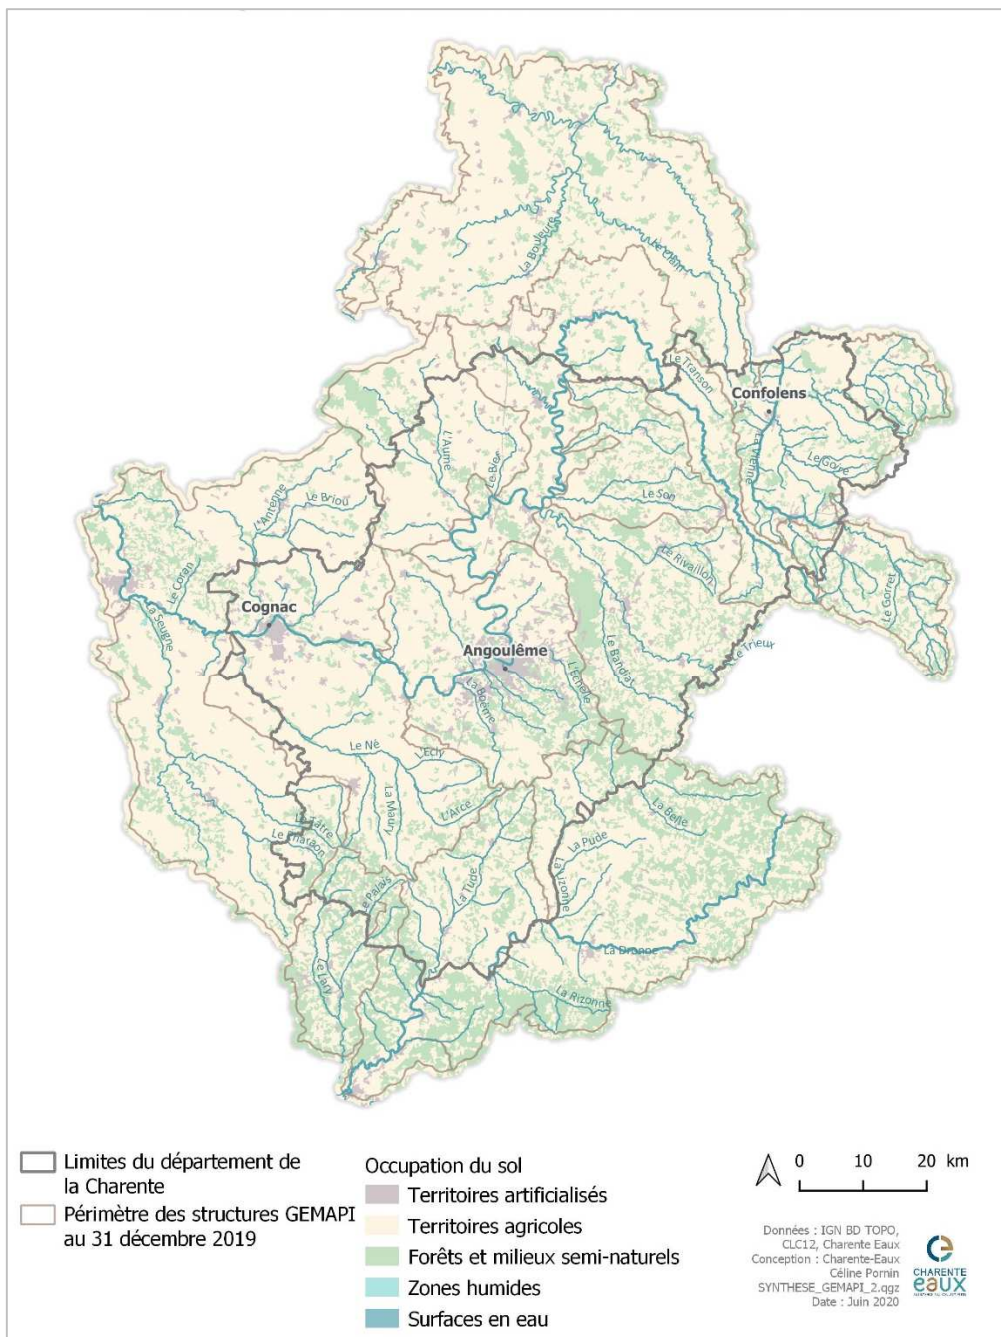 La Bouleure
Le Clain
Le Transon
Confolens
La Vienne
Le Goire
L'Aume
Le Bief
Le Son
L'Antenne
Le Briou
Le Rivaillon
Le Gorret
Le Coran
La Seugne
Cognac
Angoulême
Le Bandiat
Le Trieux
L'Echelle
La Boëme
Le Né
L'Ecly
La Maury
L'Arce
La Belle
La Pude
La Lizonne
Le Tâtre
Le Pharaon
Le Palais
La Tude
La Dronne
Le Lary
La Rizonne
Limites du département de
la Charente
Périmètre des structures GEMAPI
au 31 décembre 2019
Occupation du sol
Territoires artificialisés
Territoires agricoles
Forêts et milieux semi-naturels
Zones humides
Surfaces en eau
0 10 20 km
Données : IGN BD TOPO,
CLC12, Charente Eaux
Conception : Charente-Eaux
Céline Pornin
SYNTHESE_GEMAPI_2.qgz
Date : Juin 2020
CHARENTE
eaux